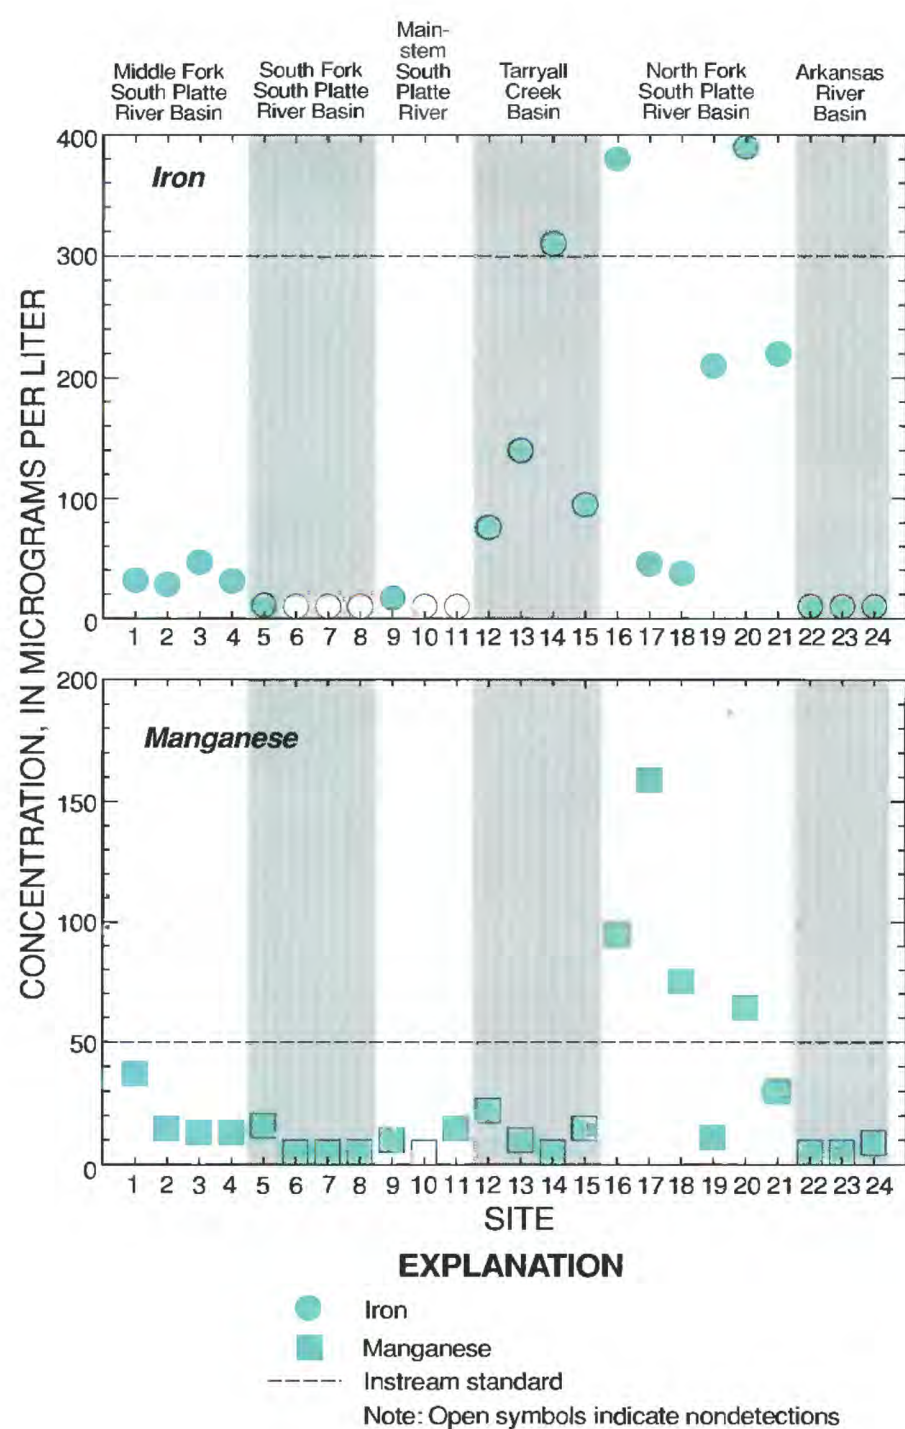 Main-
stem
Middle Fork South Fork South Tarryall North Fork Arkansas
South Platte South Platte Platte Creek South Platte River
River Basin River Basin River Basin River Basin Basin
400
Iron
300
200
100
0
1 2 3 4 5 6 7 8 9 10 11 12 13 14 15 16 17 18 19 20 21 22 23 24
CONCENTRATION, IN MICROGRAMS PER LITER
200
Manganese
150
100
50
0
1 2 3 4 5 6 7 8 9 10 11 12 13 14 15 16 17 18 19 20 21 22 23 24
SITE
EXPLANATION
Iron
Manganese
Instream standard
Note: Open symbols indicate nondetections